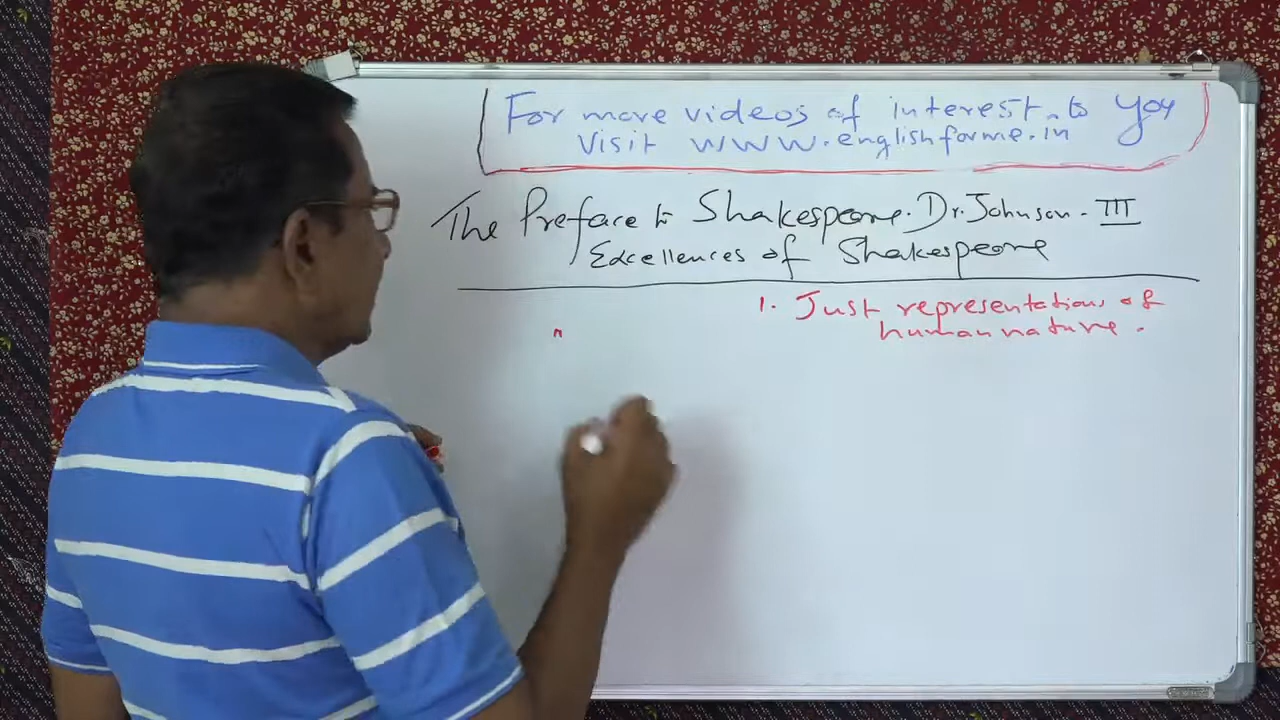 For more videos of interest to you
Visit www.englishforme.in
The Preface to Shakespeare. Dr. Johnson - III
Excellences of Shakespeare
1. Just representations of
human nature.
"